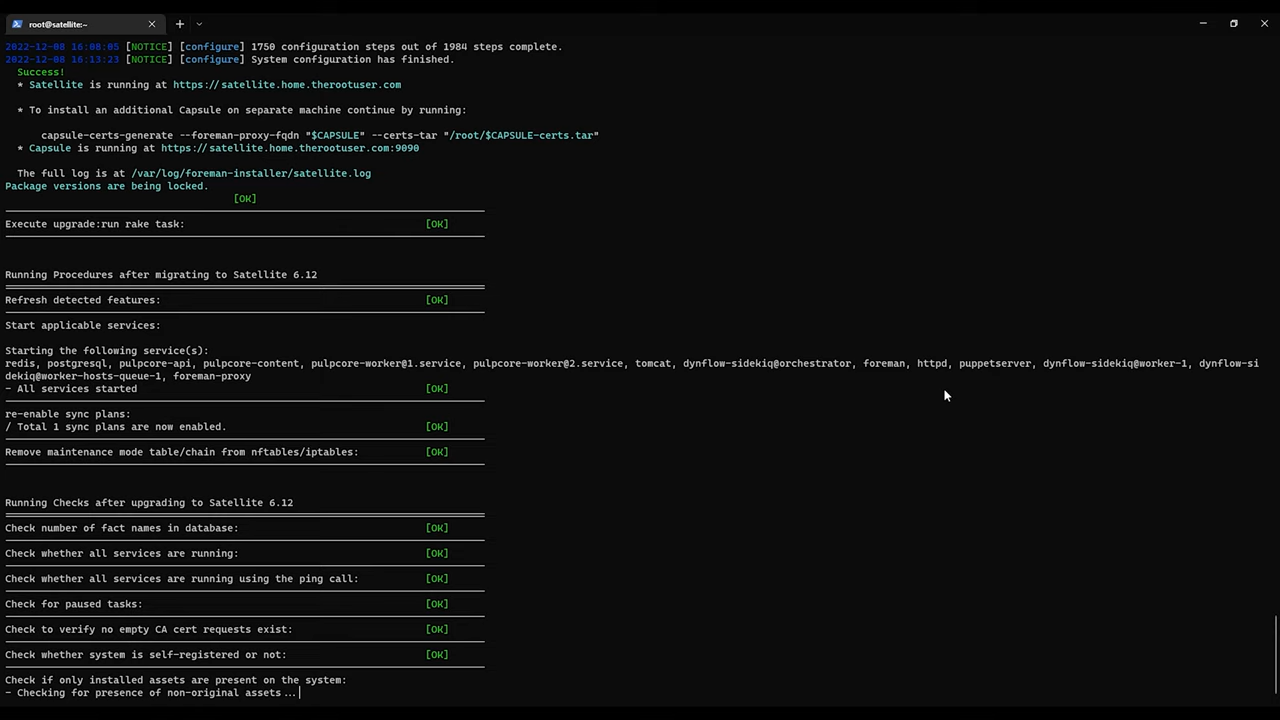 root@satellite:~
2022-12-08 16:08:05 [NOTICE] [configure] 1750 configuration steps out of 1984 steps complete.
2022-12-08 16:13:23 [NOTICE] [configure] System configuration has finished.
Success!
* Satellite is running at https://satellite.home.therootuser.com
* To install an additional Capsule on separate machine continue by running:
capsule-certs-generate --foreman-proxy-fqdn "$CAPSULE" --certs-tar "/root/$CAPSULE-certs.tar"
* Capsule is running at https://satellite.home.therootuser.com:9090
The full log is at /var/log/foreman-installer/satellite.log
Package versions are being locked.
[OK]
Execute upgrade:run rake task: [OK]
Running Procedures after migrating to Satellite 6.12
Refresh detected features: [OK]
Start applicable services:
Starting the following service(s):
redis, postgresql, pulpcore-api, pulpcore-content, pulpcore-worker@1.service, pulpcore-worker@2.service, tomcat, dynflow-sidekiq@orchestrator, foreman, httpd, puppetserver, dynflow-sidekiq@worker-1, dynflow-si
dekiq@worker-hosts-queue-1, foreman-proxy
- All services started [OK]
re-enable sync plans:
/ Total 1 sync plans are now enabled. [OK]
Remove maintenance mode table/chain from nftables/iptables: [OK]
Running Checks after upgrading to Satellite 6.12
Check number of fact names in database: [OK]
Check whether all services are running: [OK]
Check whether all services are running using the ping call: [OK]
Check for paused tasks: [OK]
Check to verify no empty CA cert requests exist: [OK]
Check whether system is self-registered or not: [OK]
Check if only installed assets are present on the system:
- Checking for presence of non-original assets...